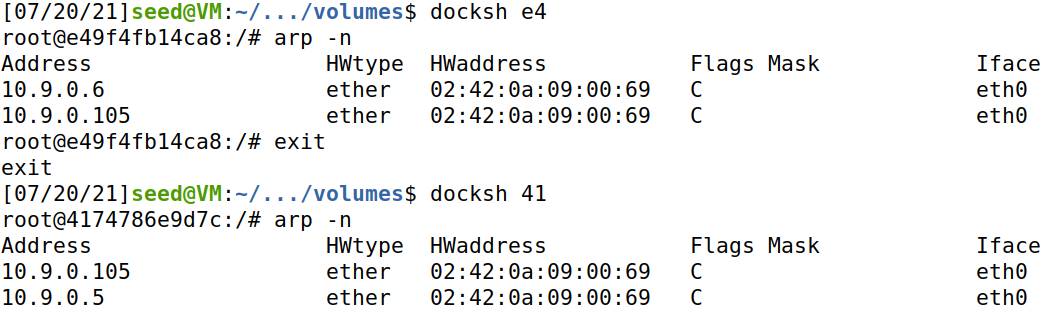 [07/20/21]seed@VM:~/.../volumes$ docksh e4
root@e49f4fb14ca8:/# arp -n
Address                  HWtype  HWaddress           Flags Mask            Iface
10.9.0.6                 ether   02:42:0a:09:00:69   C                     eth0
10.9.0.105               ether   02:42:0a:09:00:69   C                     eth0
root@e49f4fb14ca8:/# exit
exit
[07/20/21]seed@VM:~/.../volumes$ docksh 41
root@4174786e9d7c:/# arp -n
Address                  HWtype  HWaddress           Flags Mask            Iface
10.9.0.105               ether   02:42:0a:09:00:69   C                     eth0
10.9.0.5                 ether   02:42:0a:09:00:69   C                     eth0